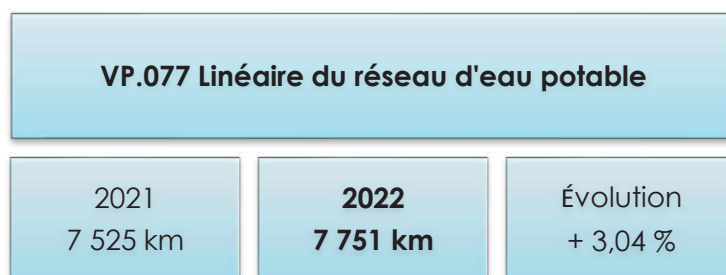 VP.077 Linéaire du réseau d'eau potable
2021
7 525 km
2022
7 751 km
Évolution
+ 3,04 %